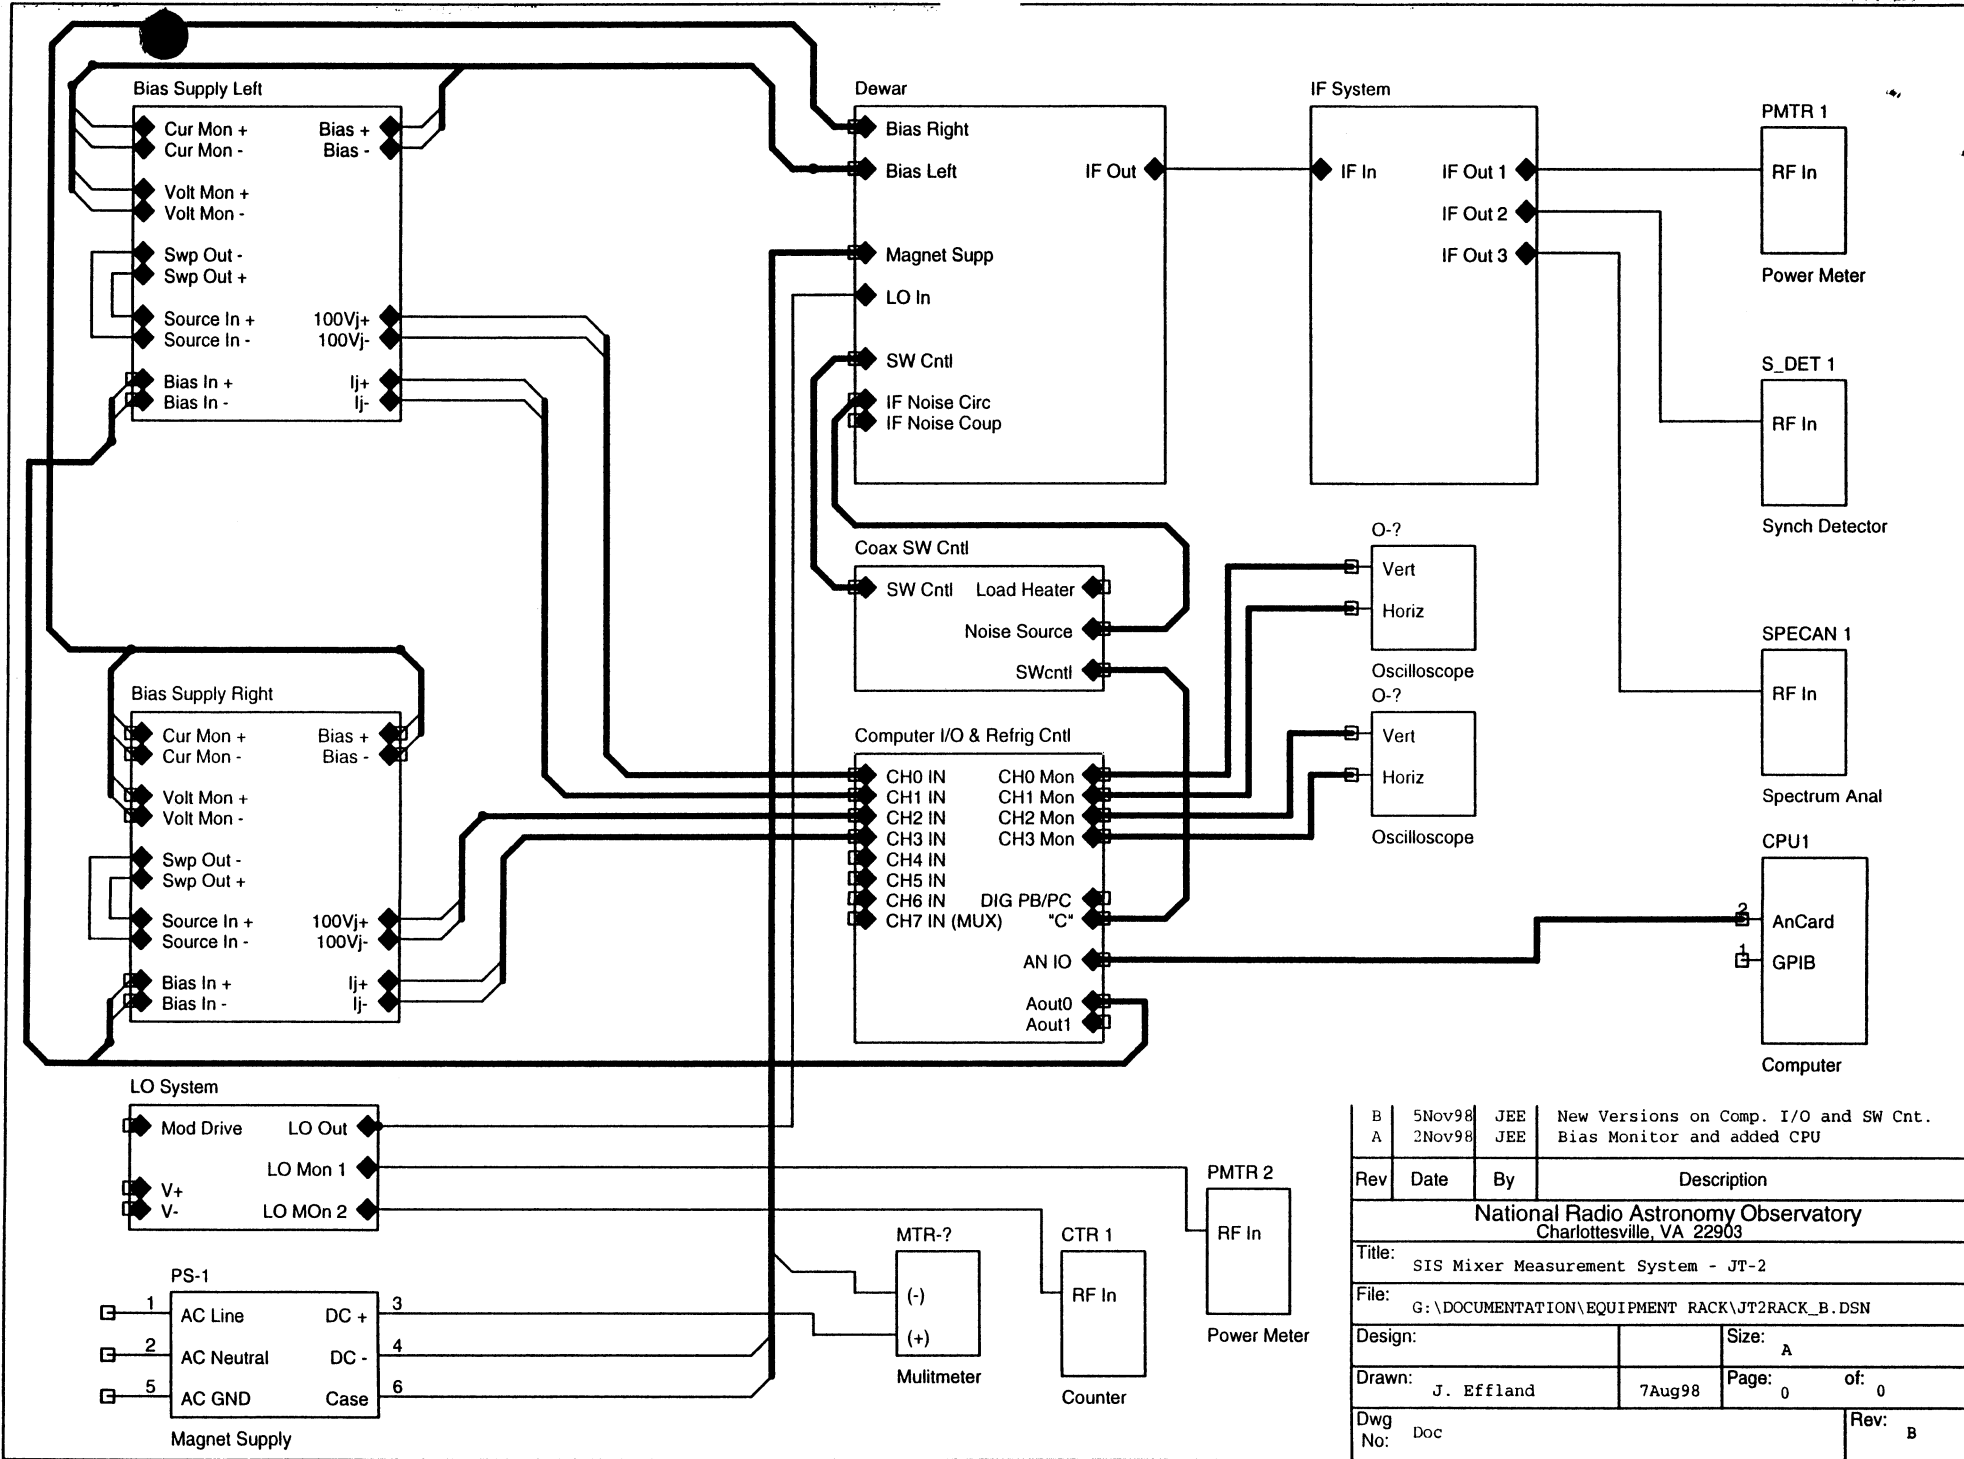 Bias Supply Left
Cur Mon +
Cur Mon -
Volt Mon +
Volt Mon -
Swp Out -
Swp Out +
Source In +
Source In -
Bias In +
Bias In -
Bias +
Bias -
100Vj+
100Vj-
Ij+
Ij-
Dewar
Bias Right
Bias Left
Magnet Supp
LO In
SW Cntl
IF Noise Circ
IF Noise Coup
IF Out
IF System
IF In
IF Out 1
IF Out 2
IF Out 3
PMTR 1
RF In
Power Meter
S_DET 1
RF In
Synch Detector
SPECAN 1
RF In
Spectrum Anal
Coax SW Cntl
SW Cntl
Load Heater
Noise Source
SWcntl
O-?
Vert
Horiz
Oscilloscope
O-?
Vert
Horiz
Oscilloscope
Bias Supply Right
Cur Mon +
Cur Mon -
Volt Mon +
Volt Mon -
Swp Out -
Swp Out +
Source In +
Source In -
Bias In +
Bias In -
Bias +
Bias -
100Vj+
100Vj-
Ij+
Ij-
Computer I/O & Refrig Cntl
CH0 IN
CH1 IN
CH2 IN
CH3 IN
CH4 IN
CH5 IN
CH6 IN
CH7 IN (MUX)
CH0 Mon
CH1 Mon
CH2 Mon
CH3 Mon
DIG PB/PC
"C"
AN IO
Aout0
Aout1
CPU1
2
AnCard
1
GPIB
Computer
LO System
Mod Drive
V+
V-
LO Out
LO Mon 1
LO MOn 2
PS-1
1
AC Line
2
AC Neutral
5
AC GND
DC +
3
DC -
4
Case
6
Magnet Supply
MTR-?
(-)
(+)
Mulitmeter
CTR 1
RF In
Counter
PMTR 2
RF In
Power Meter
B 5Nov98 JEE New Versions on Comp. I/O and SW Cnt.
A 2Nov98 JEE Bias Monitor and added CPU
Rev Date By Description
National Radio Astronomy Observatory
Charlottesville, VA 22903
Title:
SIS Mixer Measurement System - JT-2
File:
G:\DOCUMENTATION\EQUIPMENT RACK\JT2RACK_B.DSN
Design:
Size:
A
Drawn:
J. Effland
7Aug98
Page:
0
of:
0
Dwg
No:
Doc
Rev:
B